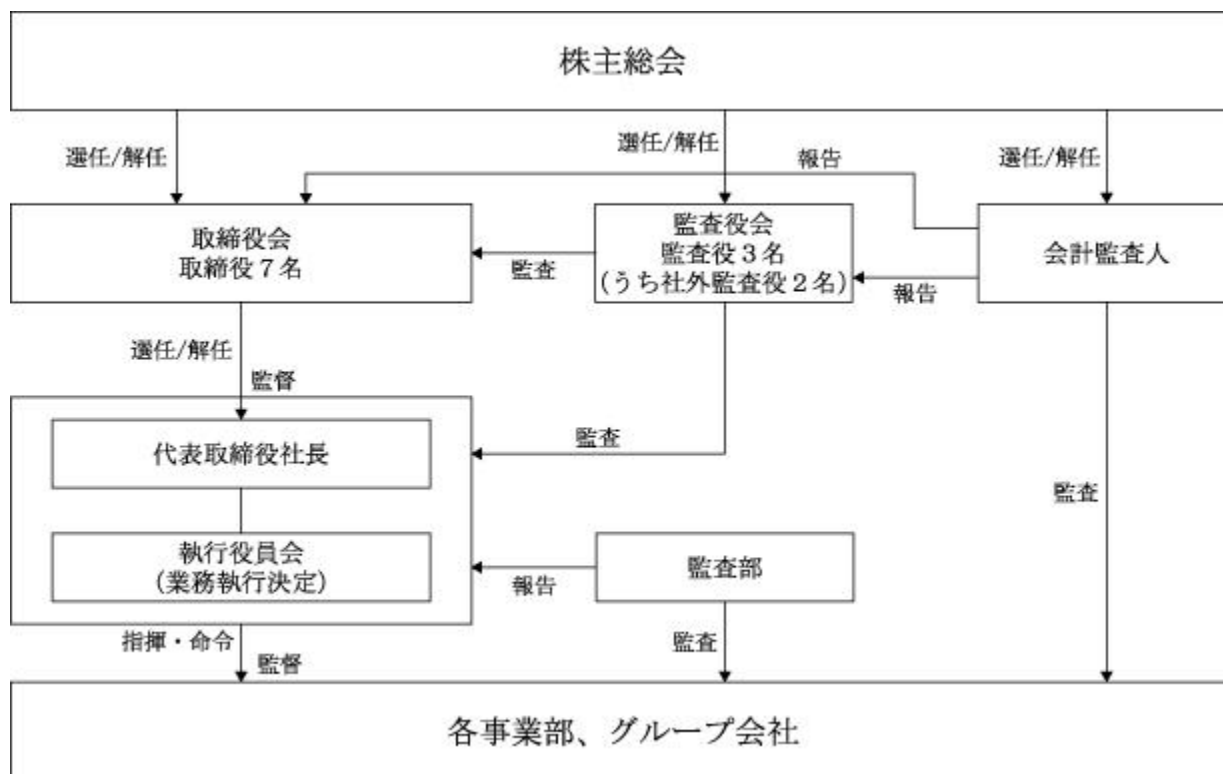 株主総会
選任/解任
選任/解任
報告
選任/解任
取締役会
取締役７名
監査
監査役会
監査役３名
(うち社外監査役２名)
報告
会計監査人
選任/解任
監督
代表取締役社長
監査
監査
執行役員会
(業務執行決定)
報告
監査部
指揮・命令
監督
監査
各事業部、グループ会社